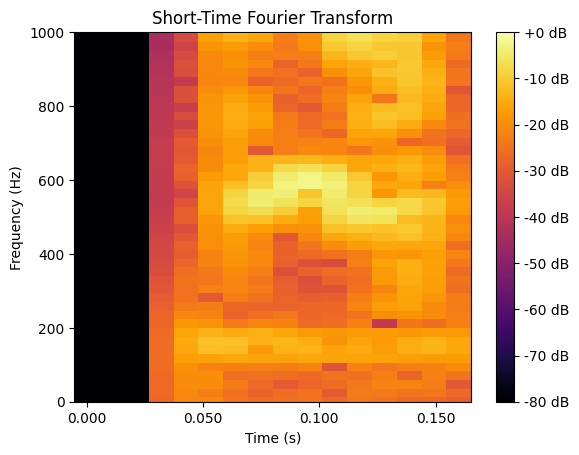 Short-Time Fourier Transform
1000
800
600
400
200
0
Frequency (Hz)
0.000
0.050
0.100
0.150
Time (s)
+0 dB
-10 dB
-20 dB
-30 dB
-40 dB
-50 dB
-60 dB
-70 dB
-80 dB